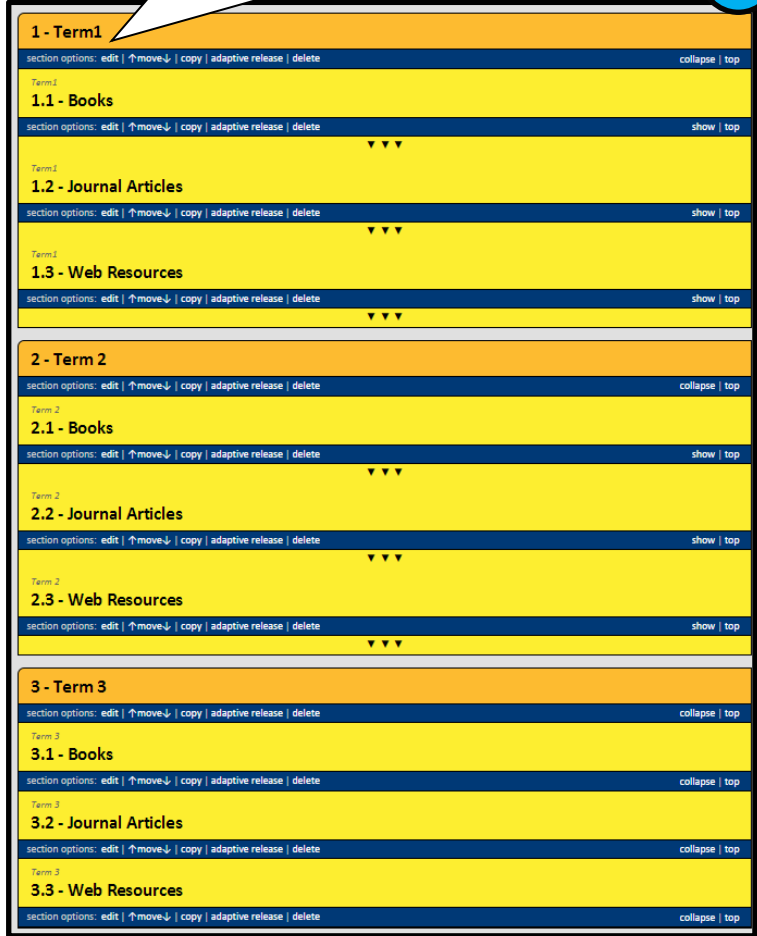 1 - Term1
section options: edit | ↑move↓ | copy | adaptive release | delete collapse | top
Term1
1.1 - Books
section options: edit | ↑move↓ | copy | adaptive release | delete show | top
▼ ▼ ▼
Term1
1.2 - Journal Articles
section options: edit | ↑move↓ | copy | adaptive release | delete show | top
▼ ▼ ▼
Term1
1.3 - Web Resources
section options: edit | ↑move↓ | copy | adaptive release | delete show | top
▼ ▼ ▼
2 - Term 2
section options: edit | ↑move↓ | copy | adaptive release | delete collapse | top
Term 2
2.1 - Books
section options: edit | ↑move↓ | copy | adaptive release | delete show | top
▼ ▼ ▼
Term 2
2.2 - Journal Articles
section options: edit | ↑move↓ | copy | adaptive release | delete show | top
▼ ▼ ▼
Term 2
2.3 - Web Resources
section options: edit | ↑move↓ | copy | adaptive release | delete show | top
▼ ▼ ▼
3 - Term 3
section options: edit | ↑move↓ | copy | adaptive release | delete collapse | top
Term 3
3.1 - Books
section options: edit | ↑move↓ | copy | adaptive release | delete collapse | top
Term 3
3.2 - Journal Articles
section options: edit | ↑move↓ | copy | adaptive release | delete collapse | top
Term 3
3.3 - Web Resources
section options: edit | ↑move↓ | copy | adaptive release | delete collapse | top